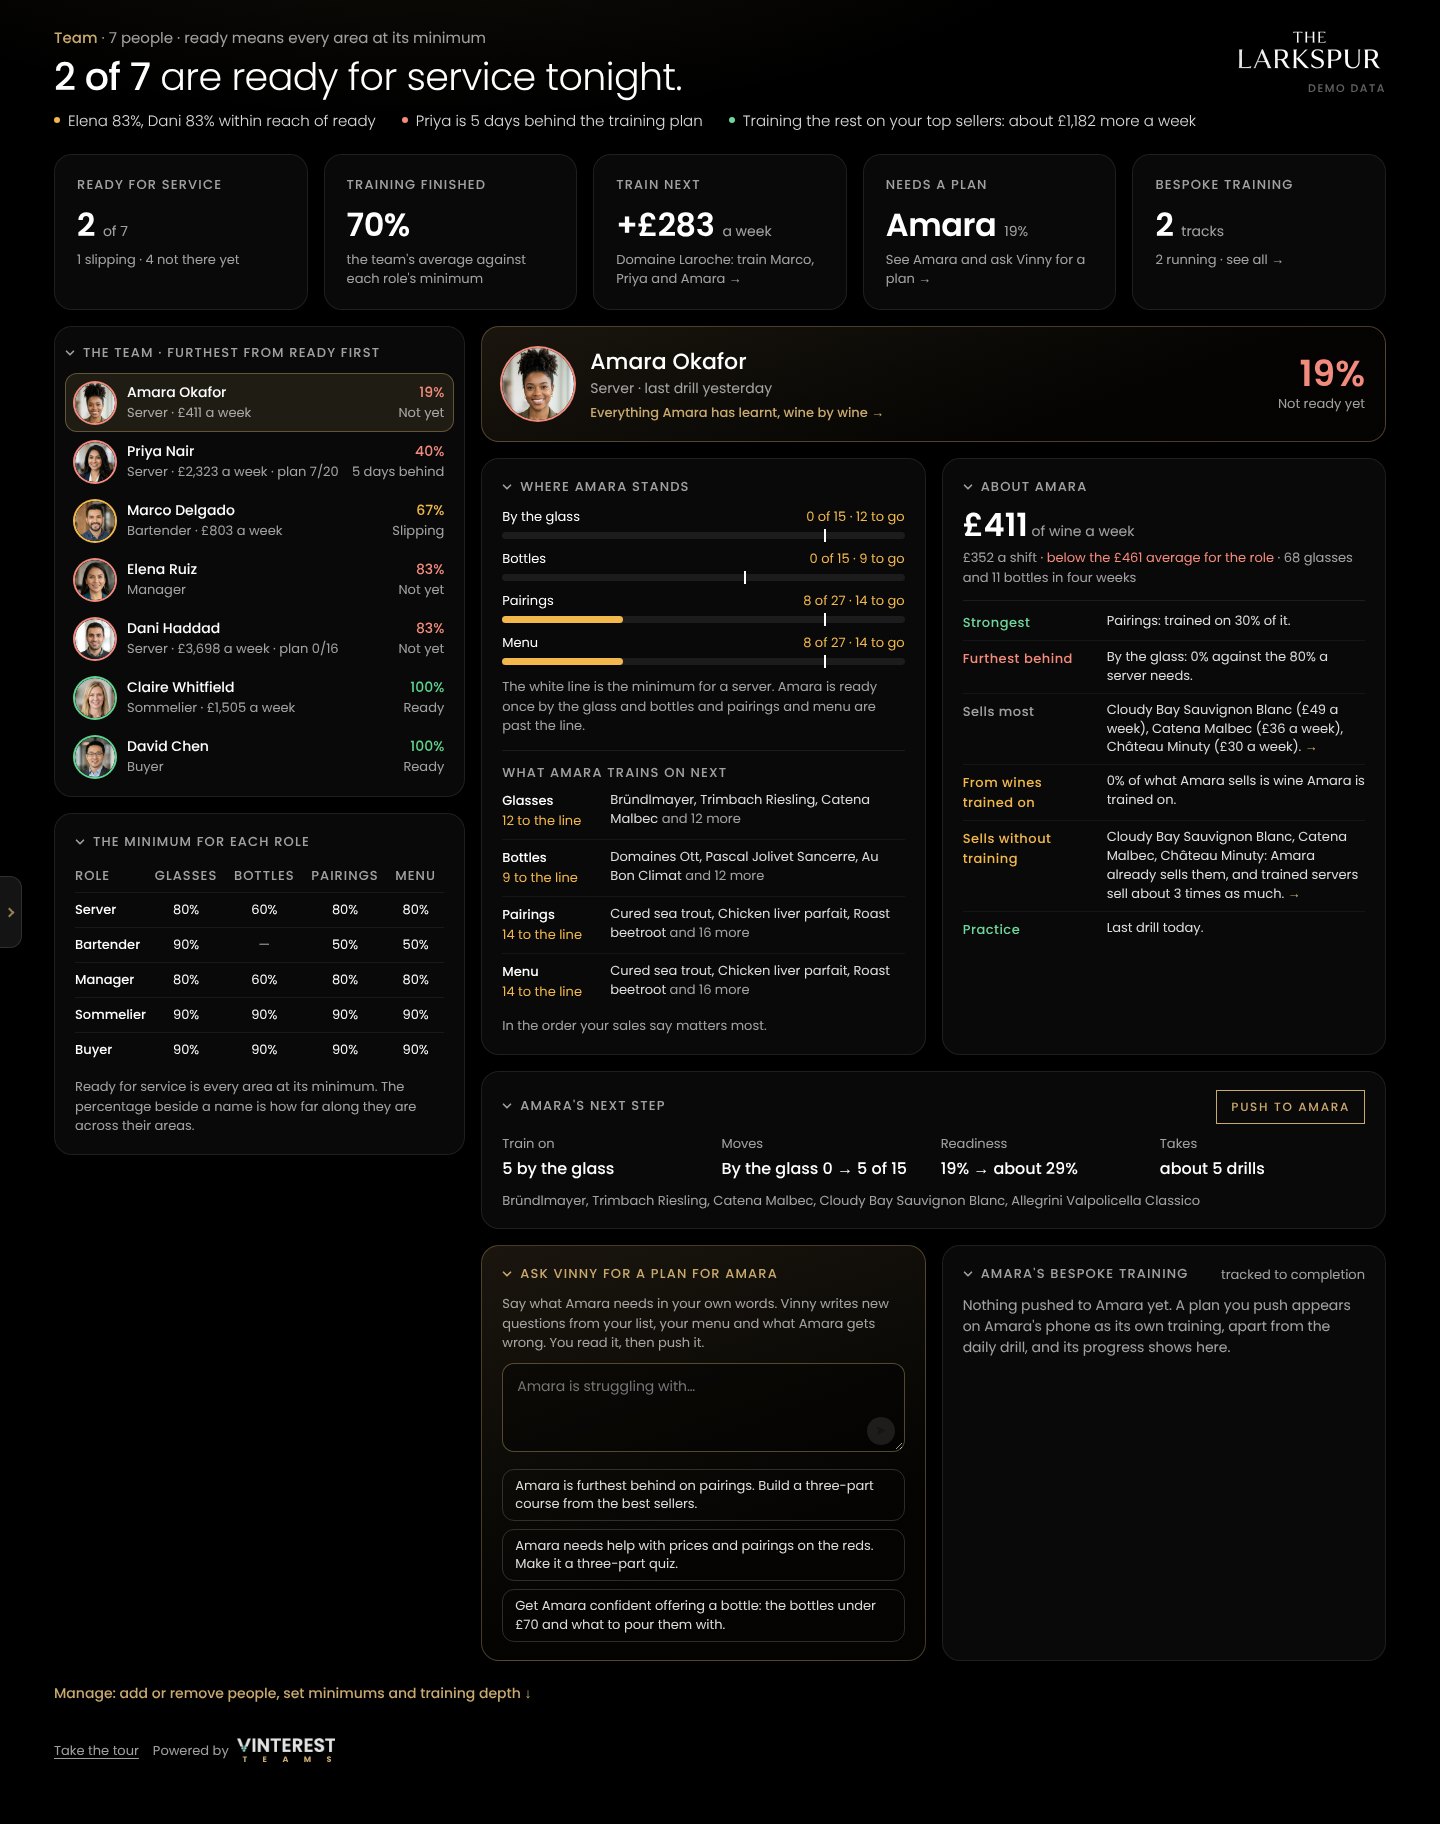 Team · 7 people · ready means every area at its minimum
2 of 7 are ready for service tonight.
Elena 83%, Dani 83% within reach of ready
Priya is 5 days behind the training plan
Training the rest on your top sellers: about £1,182 more a week
THE
LARKSPUR
DEMO DATA
READY FOR SERVICE
2 of 7
1 slipping · 4 not there yet
TRAINING FINISHED
70%
the team's average against
each role's minimum
TRAIN NEXT
+£283 a week
Domaine Laroche: train Marco,
Priya and Amara →
NEEDS A PLAN
Amara 19%
See Amara and ask Vinny for a
plan →
BESPOKE TRAINING
2 tracks
2 running · see all →
THE TEAM · FURTHEST FROM READY FIRST
Amara Okafor 19%
Server · £411 a week Not yet
Priya Nair 40%
Server · £2,323 a week · plan 7/20 5 days behind
Marco Delgado 67%
Bartender · £803 a week Slipping
Elena Ruiz 83%
Manager Not yet
Dani Haddad 83%
Server · £3,698 a week · plan 0/16 Not yet
Claire Whitfield 100%
Sommelier · £1,505 a week Ready
David Chen 100%
Buyer Ready
THE MINIMUM FOR EACH ROLE
ROLE GLASSES BOTTLES PAIRINGS MENU
Server 80% 60% 80% 80%
Bartender 90% — 50% 50%
Manager 80% 60% 80% 80%
Sommelier 90% 90% 90% 90%
Buyer 90% 90% 90% 90%
Ready for service is every area at its minimum. The
percentage beside a name is how far along they are
across their areas.
Amara Okafor
Server · last drill yesterday
Everything Amara has learnt, wine by wine →
19%
Not ready yet
WHERE AMARA STANDS
By the glass 0 of 15 · 12 to go
Bottles 0 of 15 · 9 to go
Pairings 8 of 27 · 14 to go
Menu 8 of 27 · 14 to go
The white line is the minimum for a server. Amara is ready
once by the glass and bottles and pairings and menu are
past the line.
WHAT AMARA TRAINS ON NEXT
Glasses
12 to the line
Bründlmayer, Trimbach Riesling, Catena
Malbec and 12 more
Bottles
9 to the line
Domaines Ott, Pascal Jolivet Sancerre, Au
Bon Climat and 12 more
Pairings
14 to the line
Cured sea trout, Chicken liver parfait, Roast
beetroot and 16 more
Menu
14 to the line
Cured sea trout, Chicken liver parfait, Roast
beetroot and 16 more
In the order your sales say matters most.
ABOUT AMARA
£411 of wine a week
£352 a shift · below the £461 average for the role · 68 glasses
and 11 bottles in four weeks
Strongest
Pairings: trained on 30% of it.
Furthest behind
By the glass: 0% against the 80% a
server needs.
Sells most
Cloudy Bay Sauvignon Blanc (£49 a
week), Catena Malbec (£36 a week),
Château Minuty (£30 a week). →
From wines
trained on
0% of what Amara sells is wine Amara is
trained on.
Sells without
training
Cloudy Bay Sauvignon Blanc, Catena
Malbec, Château Minuty: Amara
already sells them, and trained servers
sell about 3 times as much. →
Practice
Last drill today.
AMARA'S NEXT STEP
PUSH TO AMARA
Train on
5 by the glass
Moves
By the glass 0 → 5 of 15
Readiness
19% → about 29%
Takes
about 5 drills
Bründlmayer, Trimbach Riesling, Catena Malbec, Cloudy Bay Sauvignon Blanc, Allegrini Valpolicella Classico
ASK VINNY FOR A PLAN FOR AMARA
Say what Amara needs in your own words. Vinny writes new
questions from your list, your menu and what Amara gets
wrong. You read it, then push it.
Amara is struggling with…
Amara is furthest behind on pairings. Build a three-part
course from the best sellers.
Amara needs help with prices and pairings on the reds.
Make it a three-part quiz.
Get Amara confident offering a bottle: the bottles under
£70 and what to pour them with.
AMARA'S BESPOKE TRAINING
tracked to completion
Nothing pushed to Amara yet. A plan you push appears
on Amara's phone as its own training, apart from the
daily drill, and its progress shows here.
Manage: add or remove people, set minimums and training depth ↓
Take the tour
Powered by
VINTEREST
TEAMS